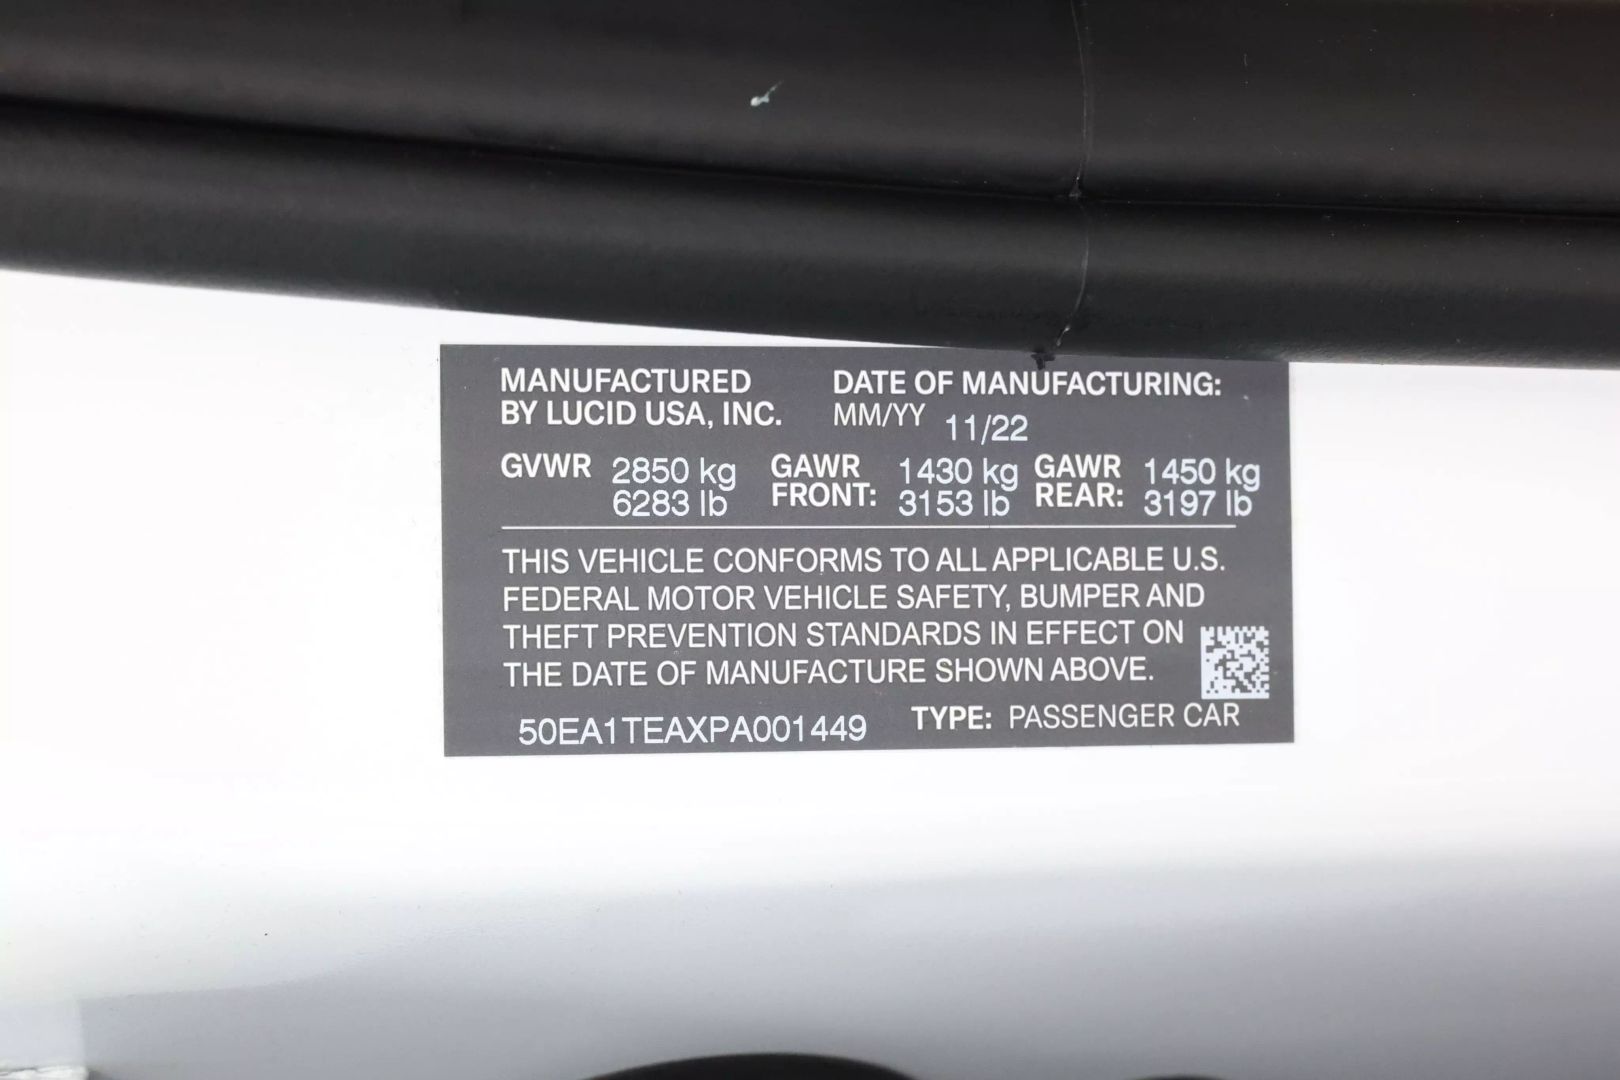 MANUFACTURED
BY LUCID USA, INC.
DATE OF MANUFACTURING:
MM/YY 11/22
GVWR 2850 kg
6283 lb
GAWR
FRONT: 1430 kg
3153 lb
GAWR
REAR: 1450 kg
3197 lb
THIS VEHICLE CONFORMS TO ALL APPLICABLE U.S.
FEDERAL MOTOR VEHICLE SAFETY, BUMPER AND
THEFT PREVENTION STANDARDS IN EFFECT ON
THE DATE OF MANUFACTURE SHOWN ABOVE.
50EA1TEAXPA001449
TYPE: PASSENGER CAR